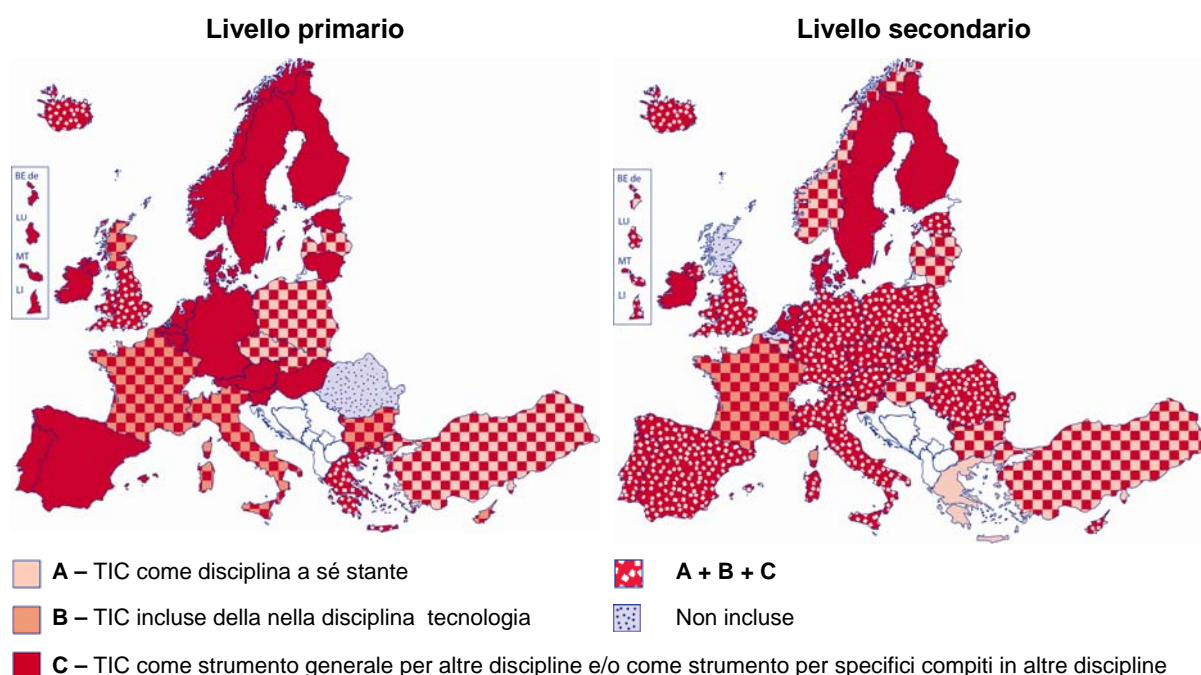 Livello primario
Livello secondario
BE de
LU
MT
LI
BE de
LU
MT
LI
A – TIC come disciplina a sé stante
A + B + C
B – TIC incluse della nella disciplina tecnologia
Non incluse
C – TIC come strumento generale per altre discipline e/o come strumento per specifici compiti in altre discipline